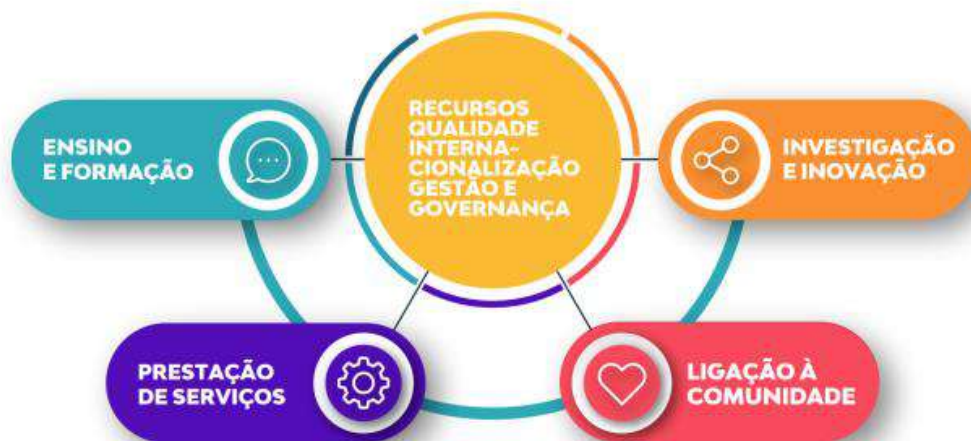 RECURSOS
QUALIDADE
INTERNA-
CIONALIZAÇÃO
GESTÃO E
GOVERNANÇA
ENSINO
E FORMAÇÃO
INVESTIGAÇÃO
E INOVAÇÃO
PRESTAÇÃO
DE SERVIÇOS
LIGAÇÃO À
COMUNIDADE